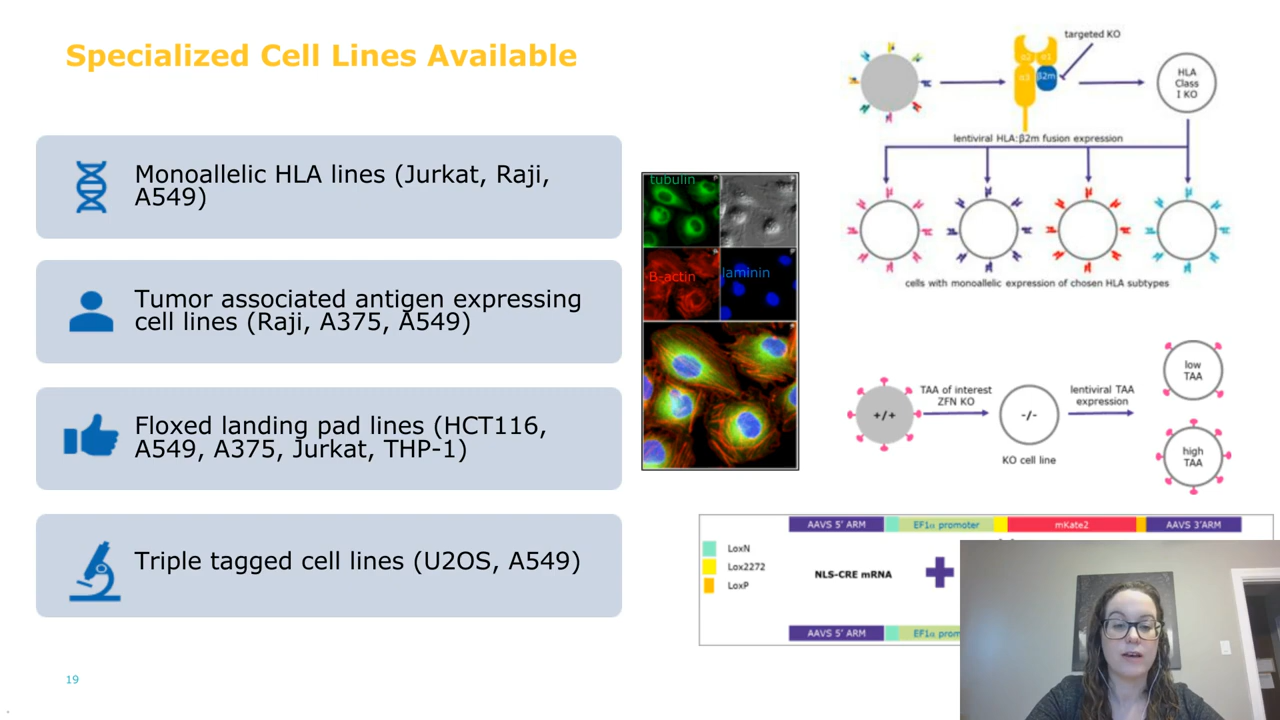 Specialized Cell Lines Available
Monoallelic HLA lines (Jurkat, Raji,
A549)
Tumor associated antigen expressing
cell lines (Raji, A375, A549)
Floxed landing pad lines (HCT116,
A549, A375, Jurkat, THP-1)
Triple tagged cell lines (U2OS, A549)
19
tubulin
B-actin
laminin
targeted KO
α2
α1
α3
β2m
HLA
Class
I KO
lentiviral HLA:β2m fusion expression
cells with monoallelic expression of chosen HLA subtypes
+/+
TAA of interest
ZFN KO
-/-
KO cell line
lentiviral TAA
expression
low
TAA
high
TAA
AAVS 5' ARM
EF1α promoter
mKate2
AAVS 3'ARM
LoxN
Lox2272
LoxP
NLS-CRE mRNA
AAVS 5' ARM
EF1α prom